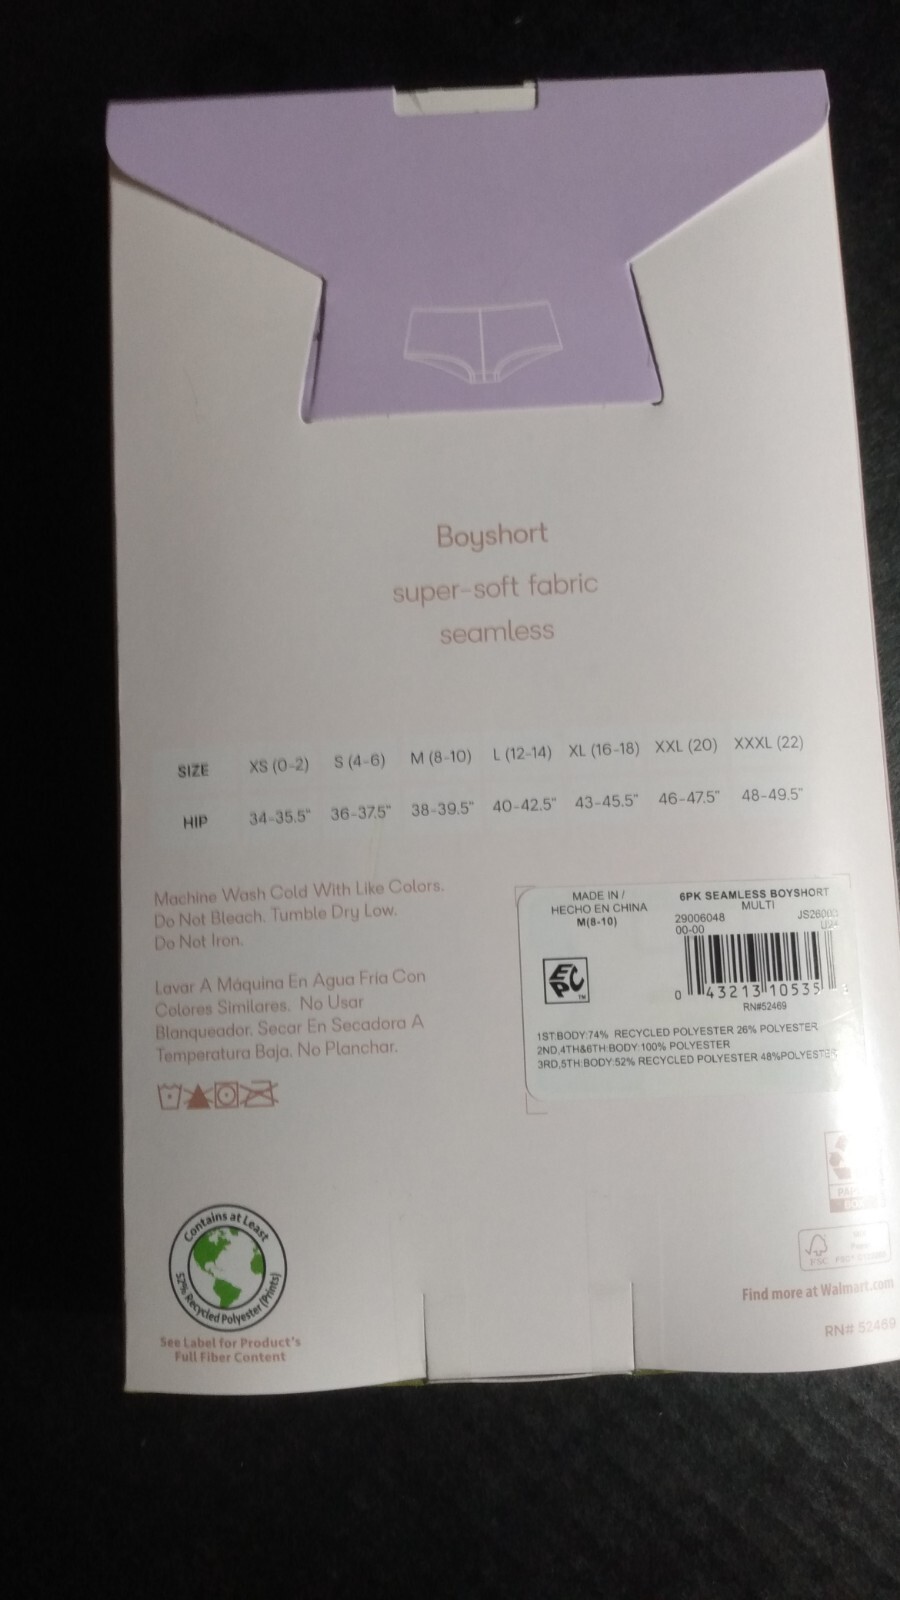 Boyshort
super-soft fabric
seamless
SIZE XS (0-2) S (4-6) M (8-10) L (12-14) XL (16-18) XXL (20) XXXL (22)
HIP 34-35.5" 36-37.5" 38-39.5" 40-42.5" 43-45.5" 46-47.5" 48-49.5"
Machine Wash Cold With Like Colors.
Do Not Bleach. Tumble Dry Low.
Do Not Iron.
Lavar A Máquina En Agua Fría Con
Colores Similares. No Usar
Blanqueador. Secar En Secadora A
Temperatura Baja. No Planchar.
MADE IN /
HECHO EN CHINA
M(8-10)
EPC
TM
6PK SEAMLESS BOYSHORT
MULTI
29006048
00-00
0 43213 10535
RN#52469
1ST:BODY:74% RECYCLED POLYESTER 26% POLYESTER
2ND,4TH&6TH:BODY:100% POLYESTER
3RD,5TH:BODY:52% RECYCLED POLYESTER 48%POLYESTER
Contains at Least
52% Recycled Polyester (Prints)
See Label for Product's
Full Fiber Content
FSC
Find more at Walmart.com
RN# 52469